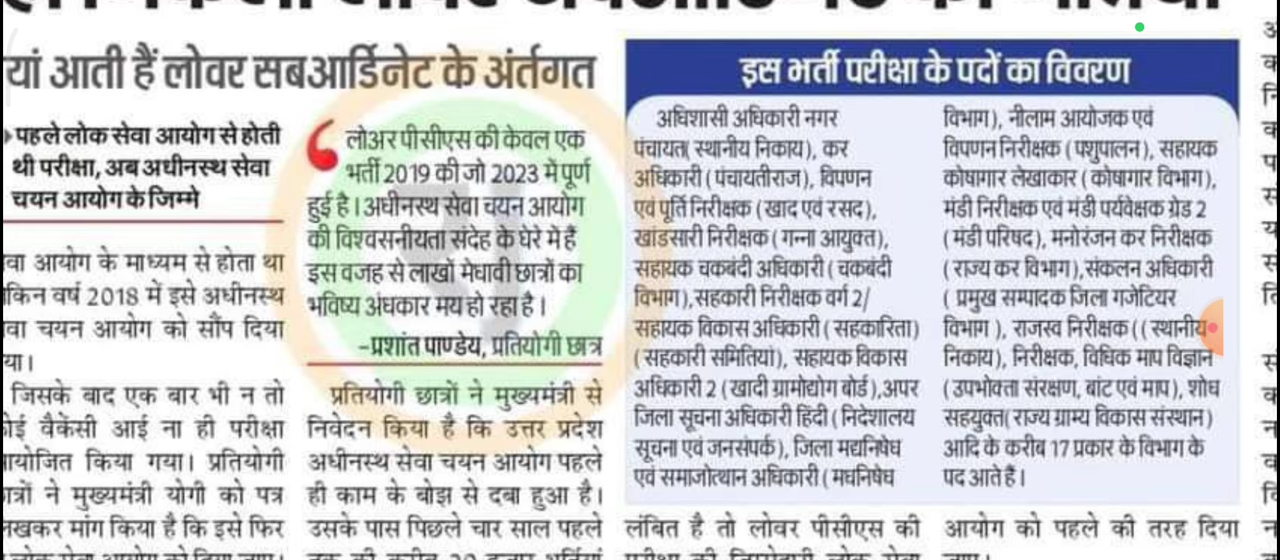 यां आती हैं लोवर सबआर्डिनेट के अंर्तगत
पहले लोक सेवा आयोग से होती
थी परीक्षा, अब अधीनस्थ सेवा
चयन आयोग के जिम्मे
वा आयोग के माध्यम से होता था
किन वर्ष 2018 में इसे अधीनस्थ
वा चयन आयोग को सौंप दिया
या।
जिसके बाद एक बार भी न तो
ोई वैकेंसी आई ना ही परीक्षा
ायोजित किया गया। प्रतियोगी
ात्रों ने मुख्यमंत्री योगी को पत्र
लखकर मांग किया है कि इसे फिर
लोअर पीसीएस की केवल एक
भर्ती 2019 की जो 2023 में पूर्ण
हुई है। अधीनस्थ सेवा चयन आयोग
की विश्वसनीयता संदेह के घेरे में हैं
इस वजह से लाखों मेधावी छात्रों का
भविष्य अंधकार मय हो रहा है।
-प्रशांत पाण्डेय, प्रतियोगी छात्र
प्रतियोगी छात्रों ने मुख्यमंत्री से
निवेदन किया है कि उत्तर प्रदेश
अधीनस्थ सेवा चयन आयोग पहले
ही काम के बोझ से दबा हुआ है।
उसके पास पिछले चार साल पहले
इस भर्ती परीक्षा के पदों का विवरण
अधिशासी अधिकारी नगर
पंचायत( स्थानीय निकाय), कर
अधिकारी ( पंचायतीराज), विपणन
एवं पूर्ति निरीक्षक ( खाद एवं रसद),
खांडसारी निरीक्षक ( गन्ना आयुक्त),
सहायक चकबंदी अधिकारी ( चकबंदी
विभाग),सहकारी निरीक्षक वर्ग 2/
सहायक विकास अधिकारी ( सहकारिता)
( सहकारी समितियां), सहायक विकास
अधिकारी 2 ( खादी ग्रामोद्योग बोर्ड),अपर
जिला सूचना अधिकारी हिंदी ( निदेशालय
सूचना एवं जनसंपर्क), जिला मद्यनिषेध
एवं समाजोत्थान अधिकारी ( मघनिषेध
विभाग), नीलाम आयोजक एवं
विपणन निरीक्षक ( पशुपालन), सहायक
कोषागार लेखाकार ( कोषागार विभाग),
मंडी निरीक्षक एवं मंडी पर्यवेक्षक ग्रेड 2
( मंडी परिषद), मनोरंजन कर निरीक्षक
( राज्य कर विभाग),संकलन अधिकारी
( प्रमुख सम्पादक जिला गजेटियर
विभाग ), राजस्व निरीक्षक ( ( स्थानीय
निकाय), निरीक्षक, विधिक माप विज्ञान
( उपभोक्ता संरक्षण, बांट एवं माप), शोध
सहयुक्त( राज्य ग्राम्य विकास संस्थान)
आदि के करीब 17 प्रकार के विभाग के
पद आते हैं।
लंबित है तो लोवर पीसीएस की
आयोग को पहले की तरह दिया